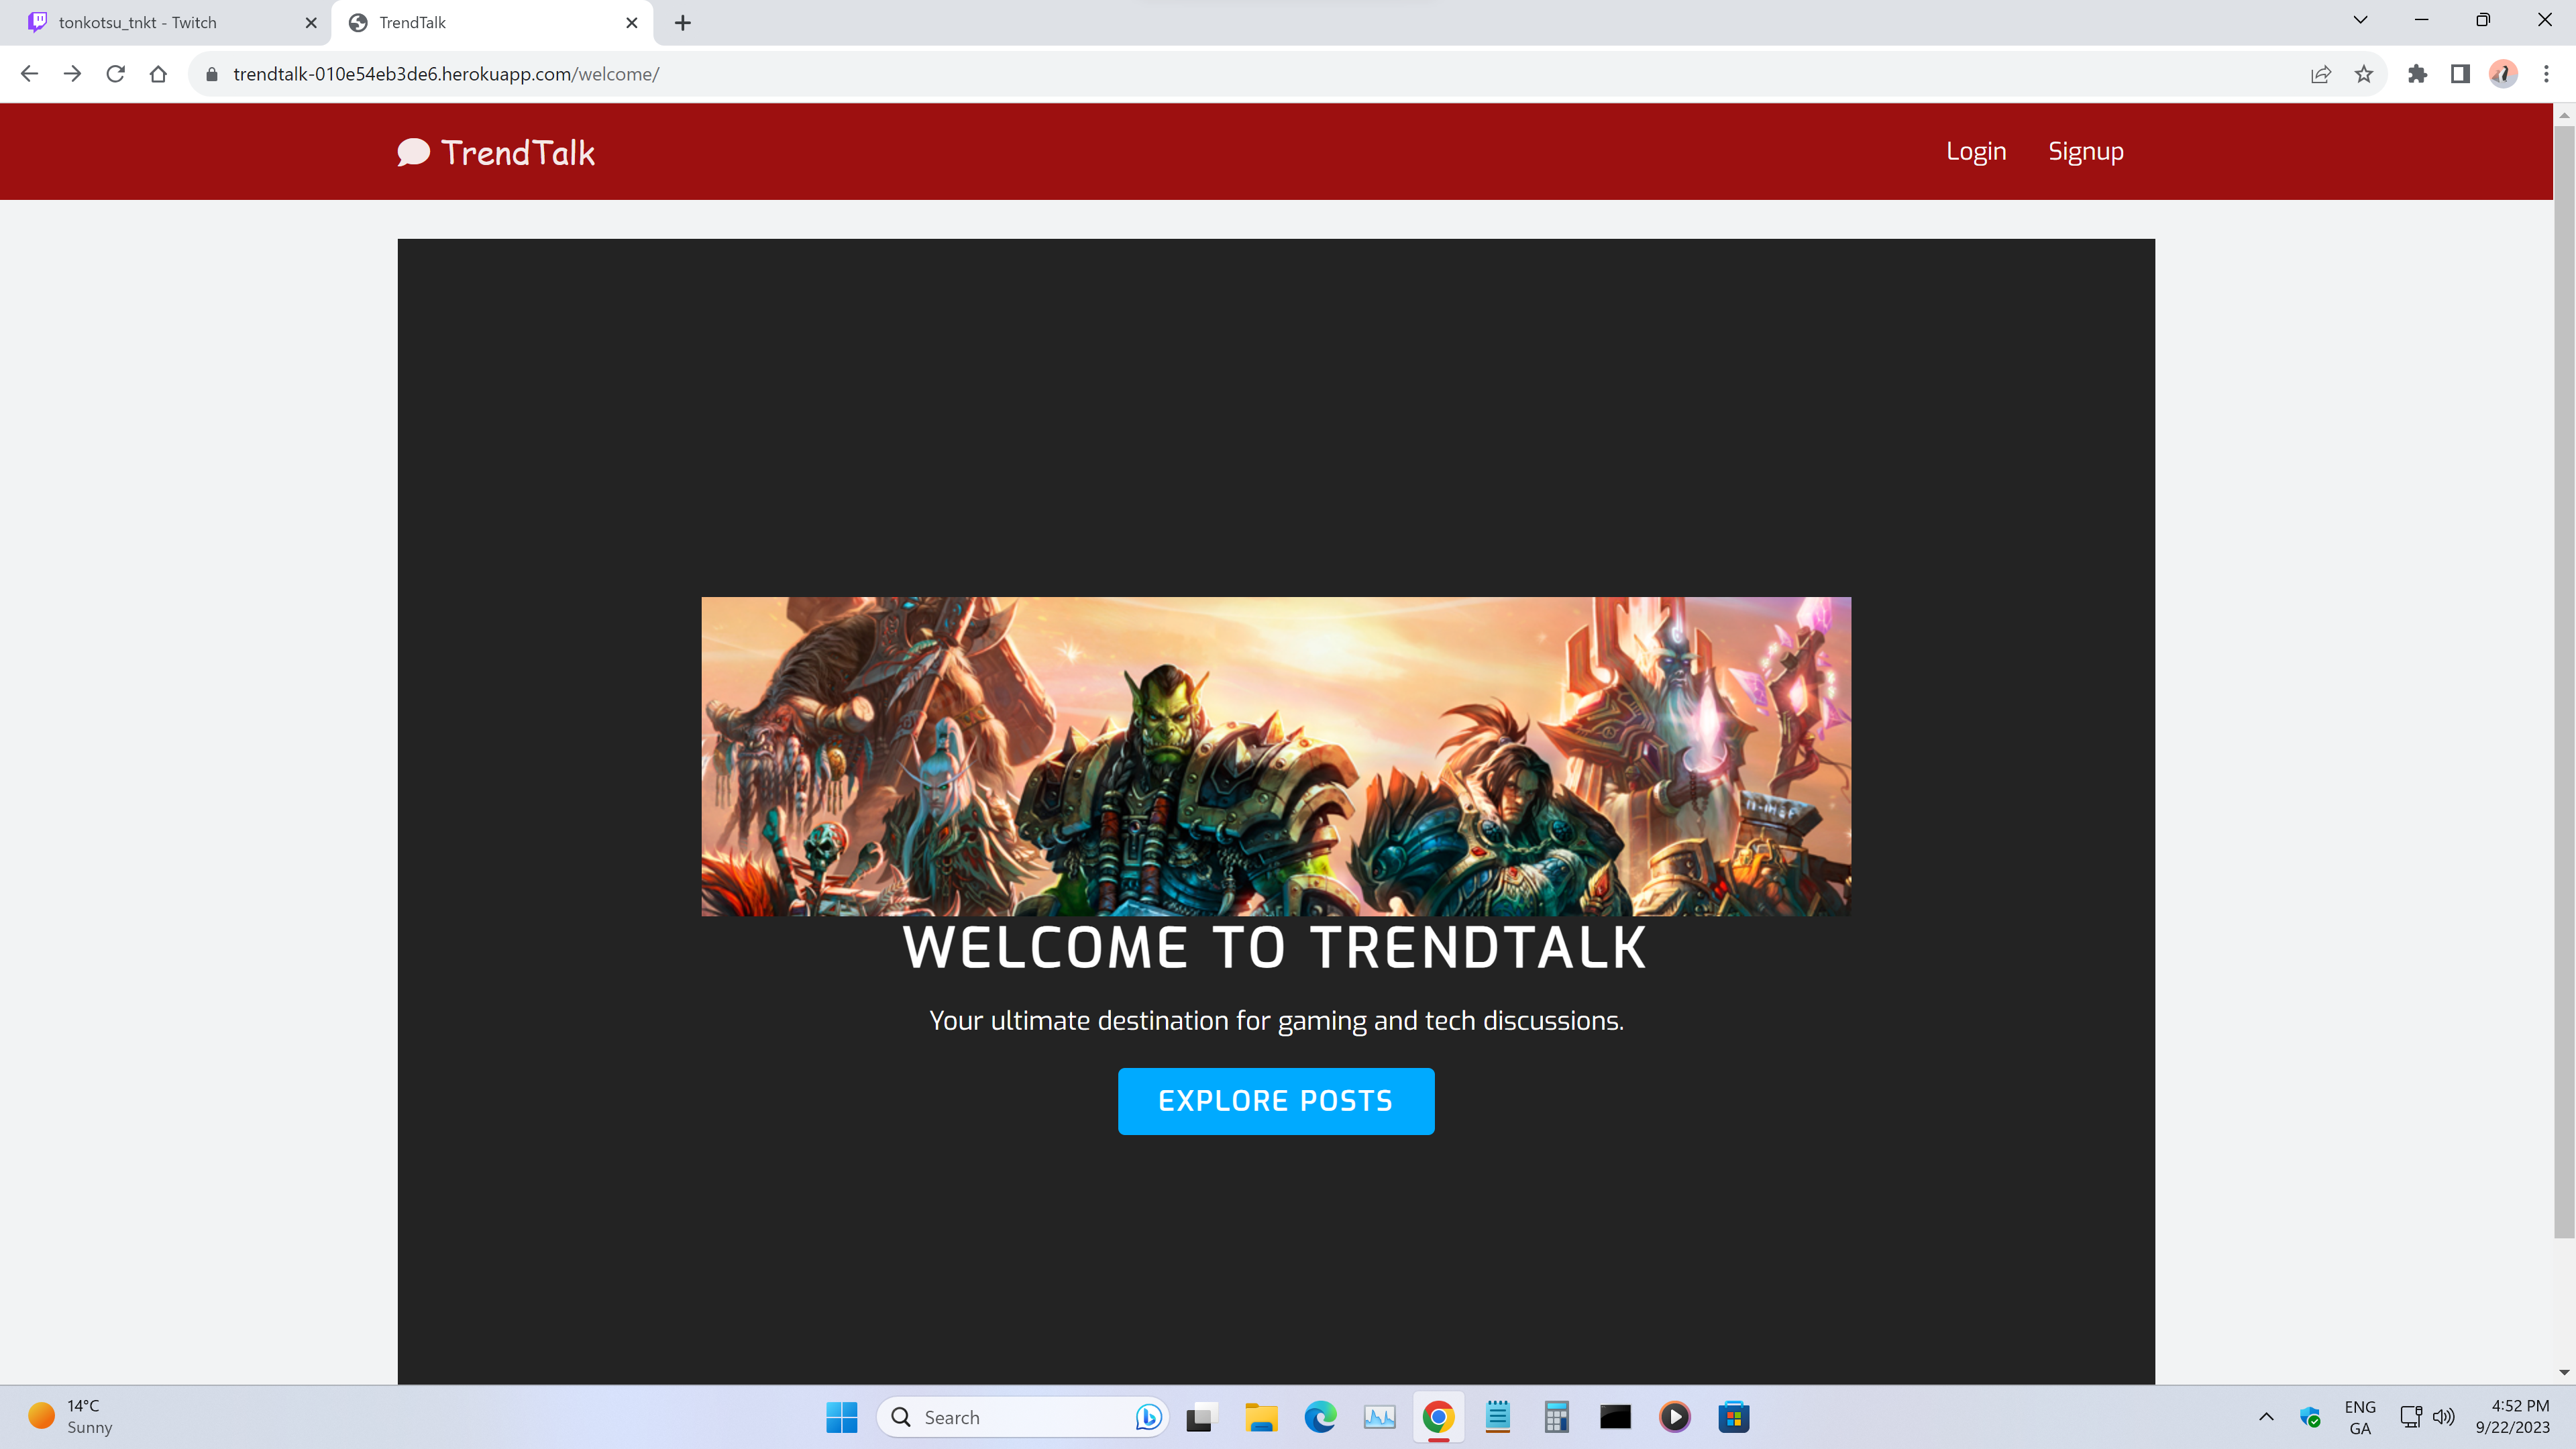 tonkotsu_tnkt - Twitch
TrendTalk
trendtalk-010e54eb3de6.herokuapp.com/welcome/
TrendTalk
Login
Signup
WELCOME TO TRENDTALK
Your ultimate destination for gaming and tech discussions.
EXPLORE POSTS
14°C
Sunny
Search
ENG
GA
4:52 PM
9/22/2023